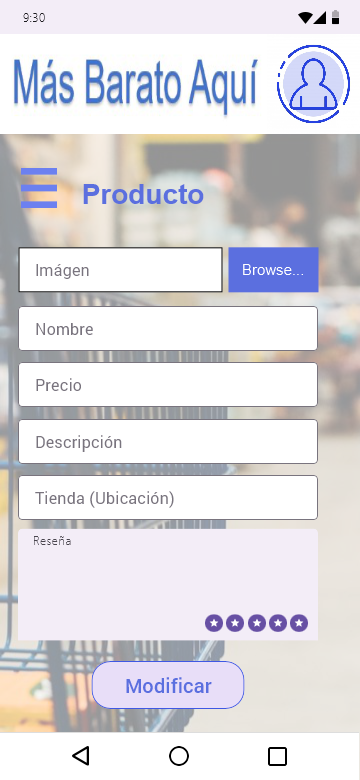 9:30
Más Barato Aquí
Producto
Imágen
Browse...
Nombre
Precio
Descripción
Tienda (Ubicación)
Reseña
Modificar